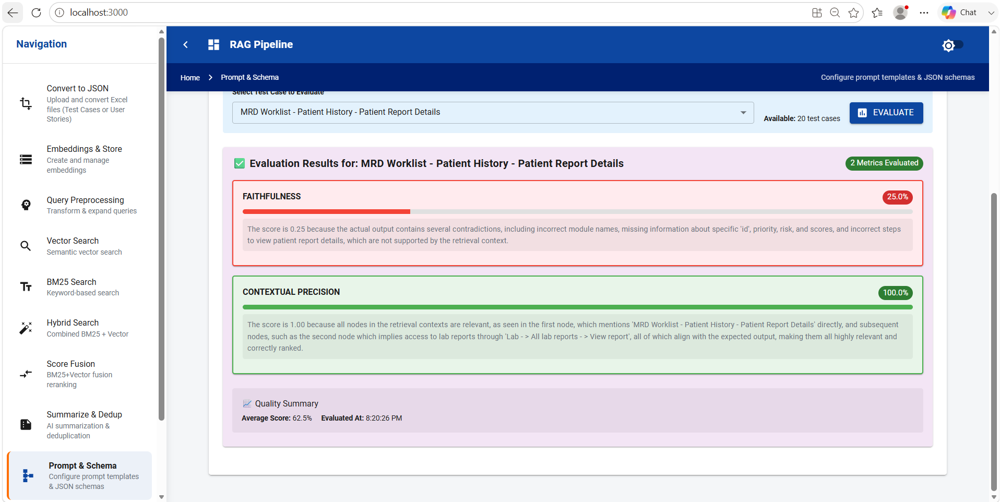 localhost:3000
Chat
Navigation
Convert to JSON
Upload and convert Excel
files (Test Cases or User
Stories)
Embeddings & Store
Create and manage
embeddings
Query Preprocessing
Transform & expand queries
Vector Search
Semantic vector search
BM25 Search
Keyword-based search
Hybrid Search
Combined BM25 + Vector
Score Fusion
BM25+Vector fusion
reranking
Summarize & Dedup
AI summarization &
deduplication
Prompt & Schema
Configure prompt templates
& JSON schemas
RAG Pipeline
Home
Prompt & Schema
Configure prompt templates & JSON schemas
Select Test Case to Evaluate
MRD Worklist - Patient History - Patient Report Details
Available: 20 test cases
EVALUATE
Evaluation Results for: MRD Worklist - Patient History - Patient Report Details
2 Metrics Evaluated
FAITHFULNESS
25.0%
The score is 0.25 because the actual output contains several contradictions, including incorrect module names, missing information about specific 'id', priority, risk, and scores, and incorrect steps
to view patient report details, which are not supported by the retrieval context.
CONTEXTUAL PRECISION
100.0%
The score is 1.00 because all nodes in the retrieval contexts are relevant, as seen in the first node, which mentions 'MRD Worklist - Patient History - Patient Report Details' directly, and subsequent
nodes, such as the second node which implies access to lab reports through 'Lab - > All lab reports - > View report', all of which align with the expected output, making them all highly relevant and
correctly ranked.
Quality Summary
Average Score: 62.5%
Evaluated At: 8:20:26 PM